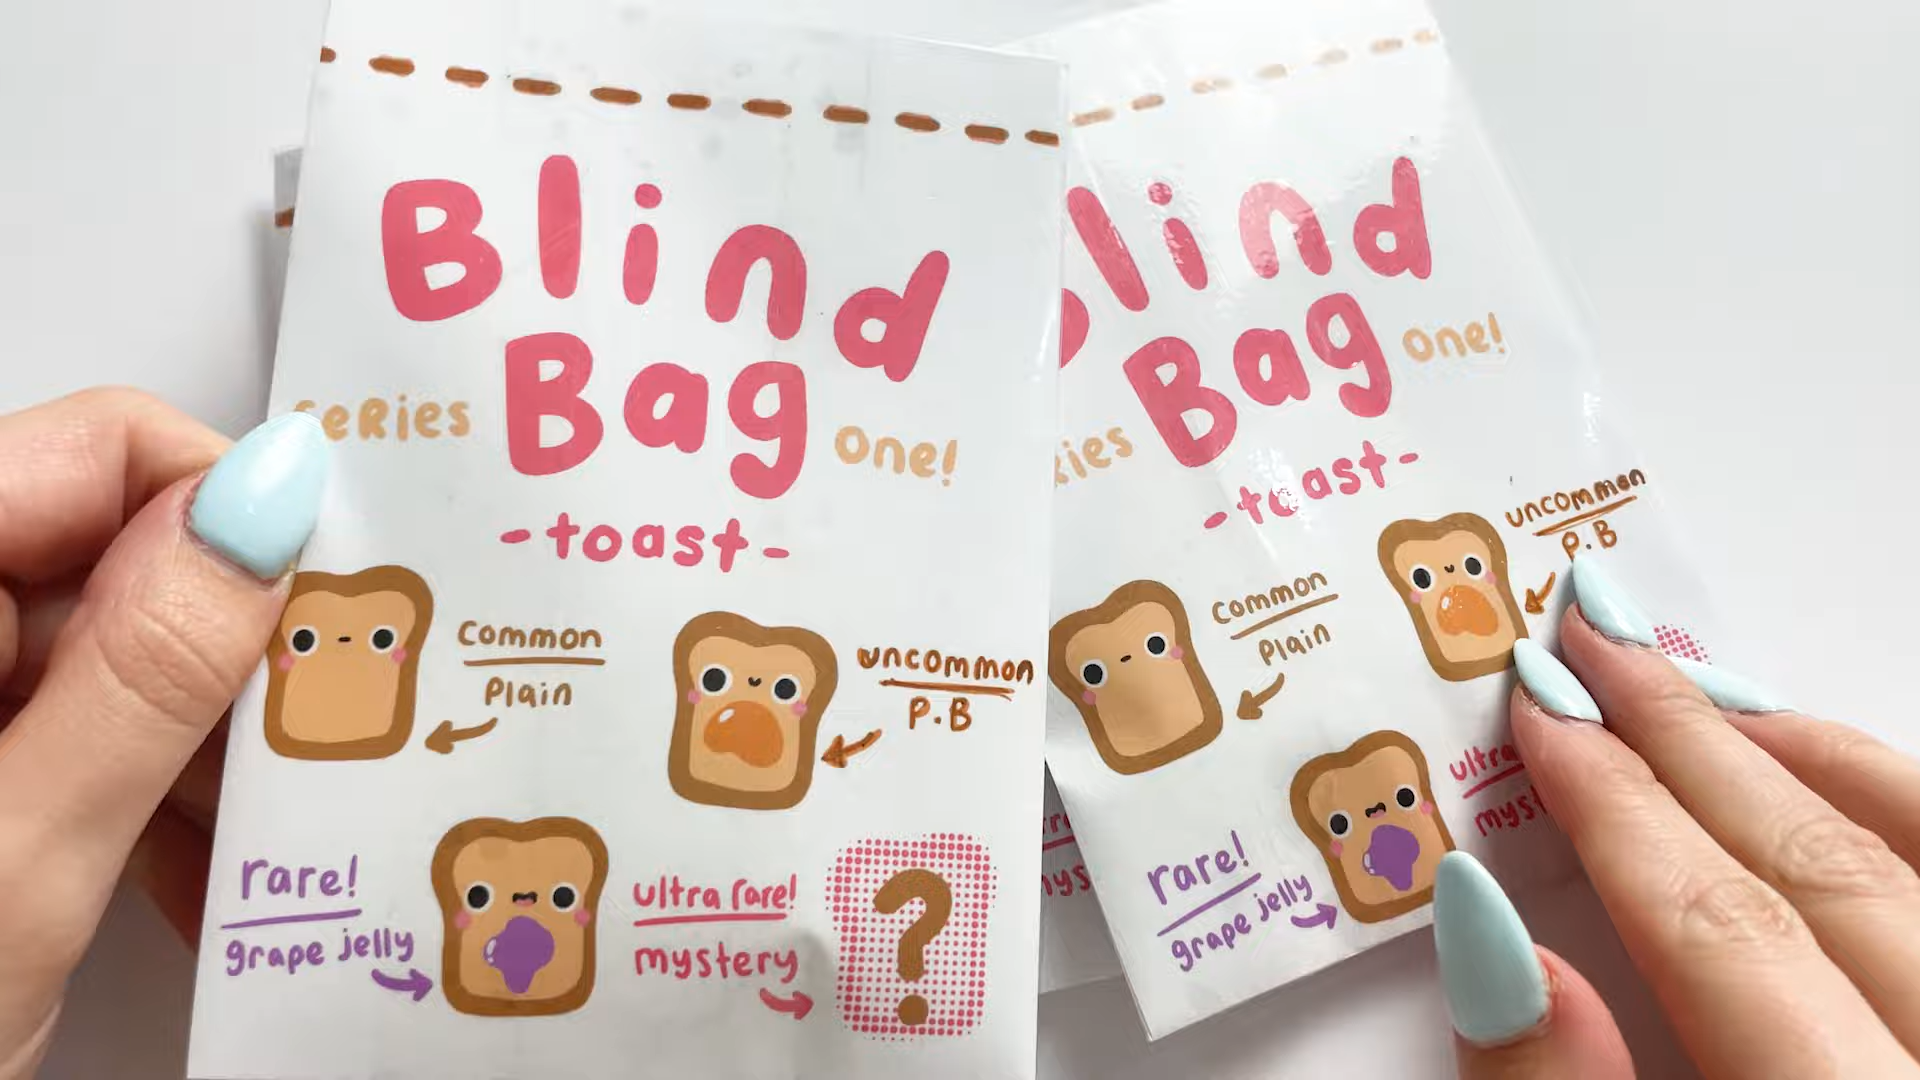 Blind
Series Bag one!
-toast-
Common
Plain
uncommon
P.B
rare!
grape jelly
ultra rare!
mystery
?
Blind
Bag one!
-toast-
Common
Plain
uncommon
P.B
rare!
grape jelly
ultra